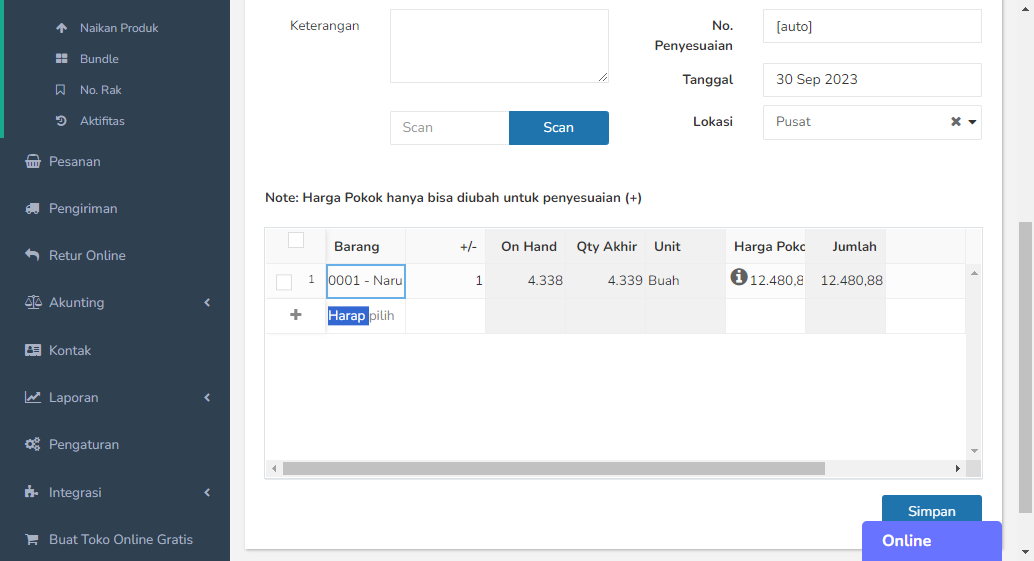 Naikan Produk
Bundle
No. Rak
Aktifitas
Pesanan
Pengiriman
Retur Online
Akunting
Kontak
Laporan
Pengaturan
Integrasi
Buat Toko Online Gratis
Keterangan
No. Penyesuaian
[auto]
Tanggal
30 Sep 2023
Scan
Scan
Lokasi
Pusat
Note: Harga Pokok hanya bisa diubah untuk penyesuaian (+)
Barang +/- On Hand Qty Akhir Unit Harga Poko Jumlah
1 0001 - Naru 1 4.338 4.339 Buah 12.480,8 12.480,88
Harap pilih
Simpan
Online